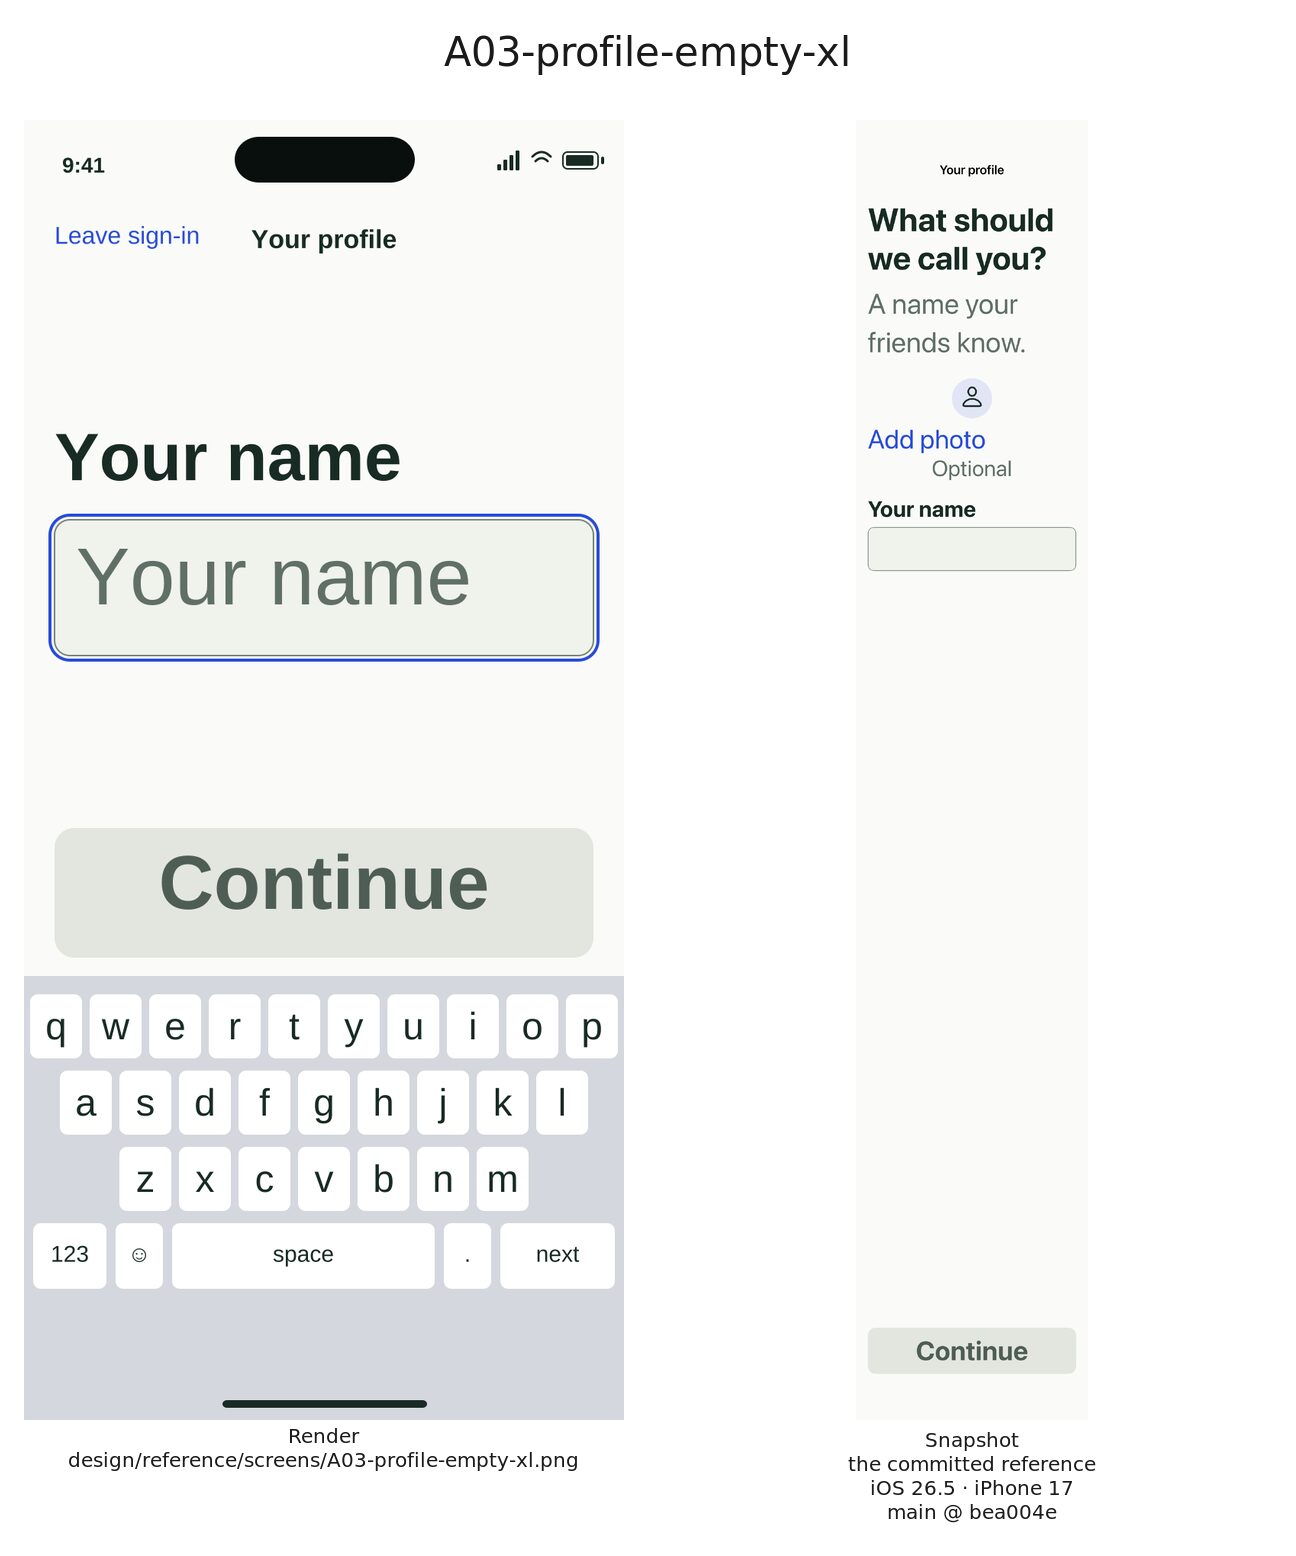 A03-profile-empty-xl
9:41
Leave sign-in
Your profile
Your name
Your name
Continue
q w e r t y u i o p
a s d f g h j k l
z x c v b n m
123 ☺ space . next
Render
design/reference/screens/A03-profile-empty-xl.png
Your profile
What should
we call you?
A name your
friends know.
Add photo
Optional
Your name
Continue
Snapshot
the committed reference
iOS 26.5 · iPhone 17
main @ bea004e